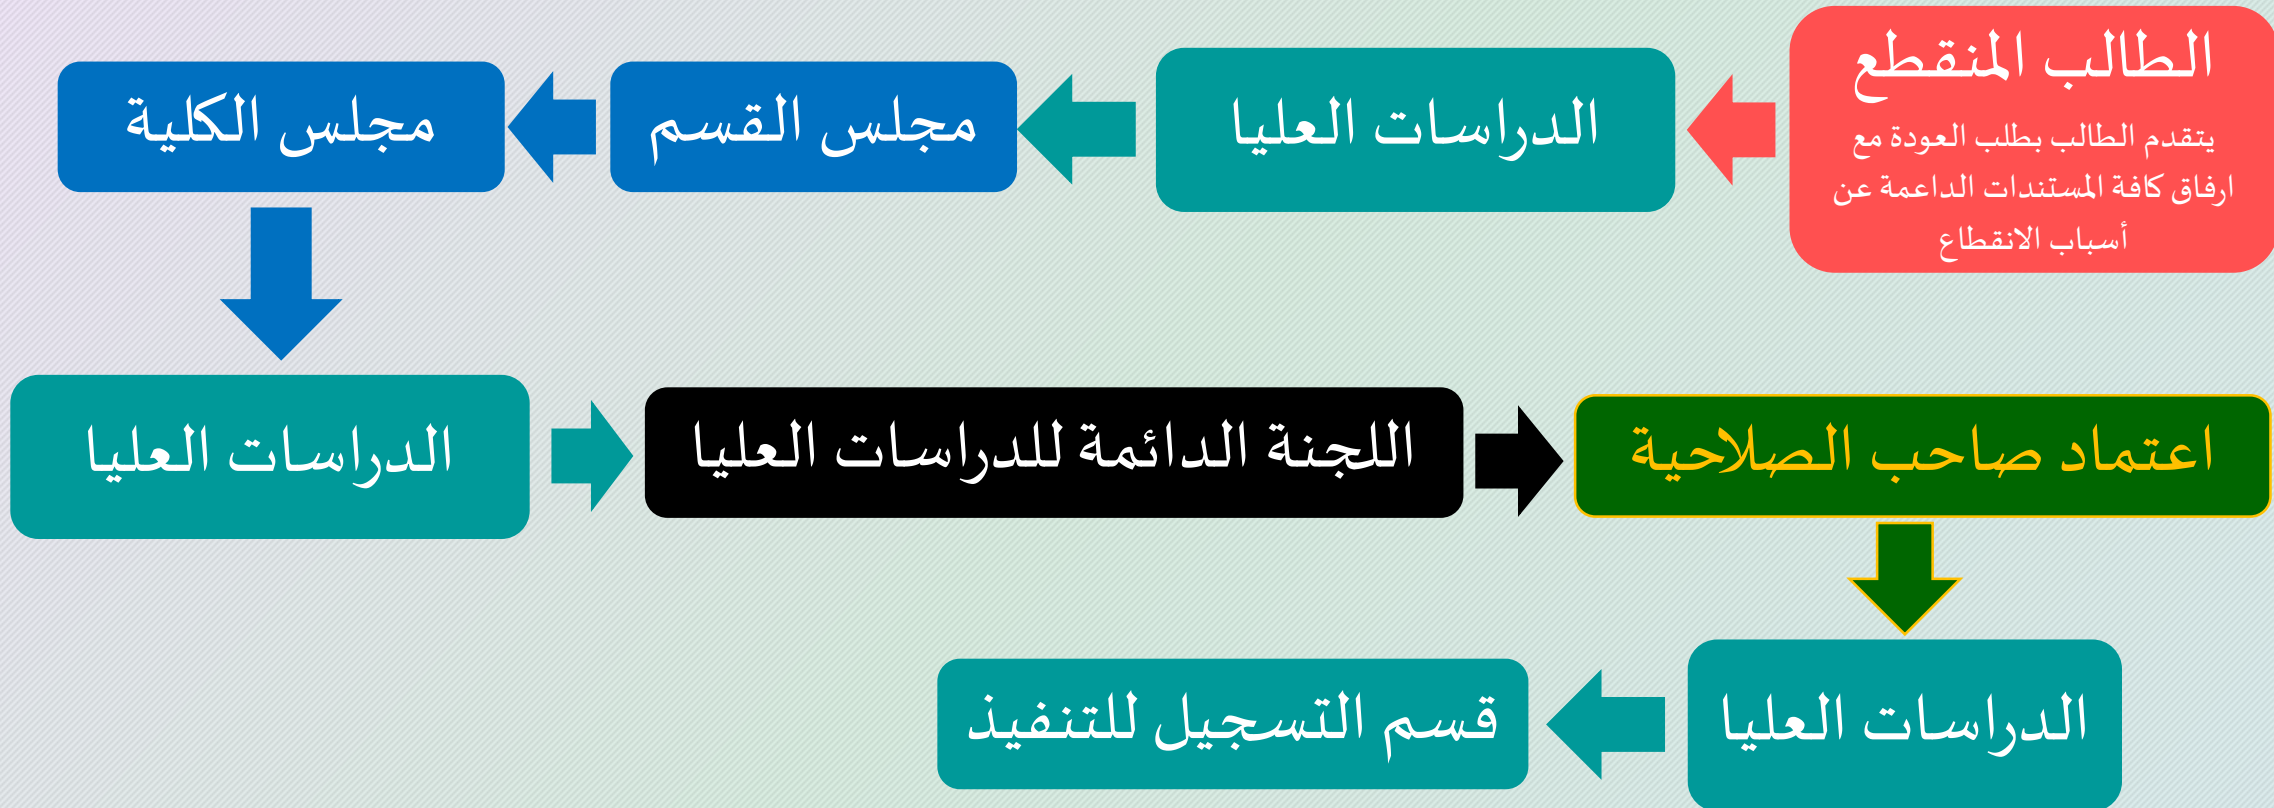 الطالب المنقطع
يتقدم الطالب بطلب العودة مع
ارفاق كافة المستندات الداعمة عن
أسباب الانقطاع
الدراسات العليا
مجلس القسم
مجلس الكلية
الدراسات العليا
اللجنة الدائمة للدراسات العليا
اعتماد صاحب الصلاحية
الدراسات العليا
قسم التسجيل للتنفيذ